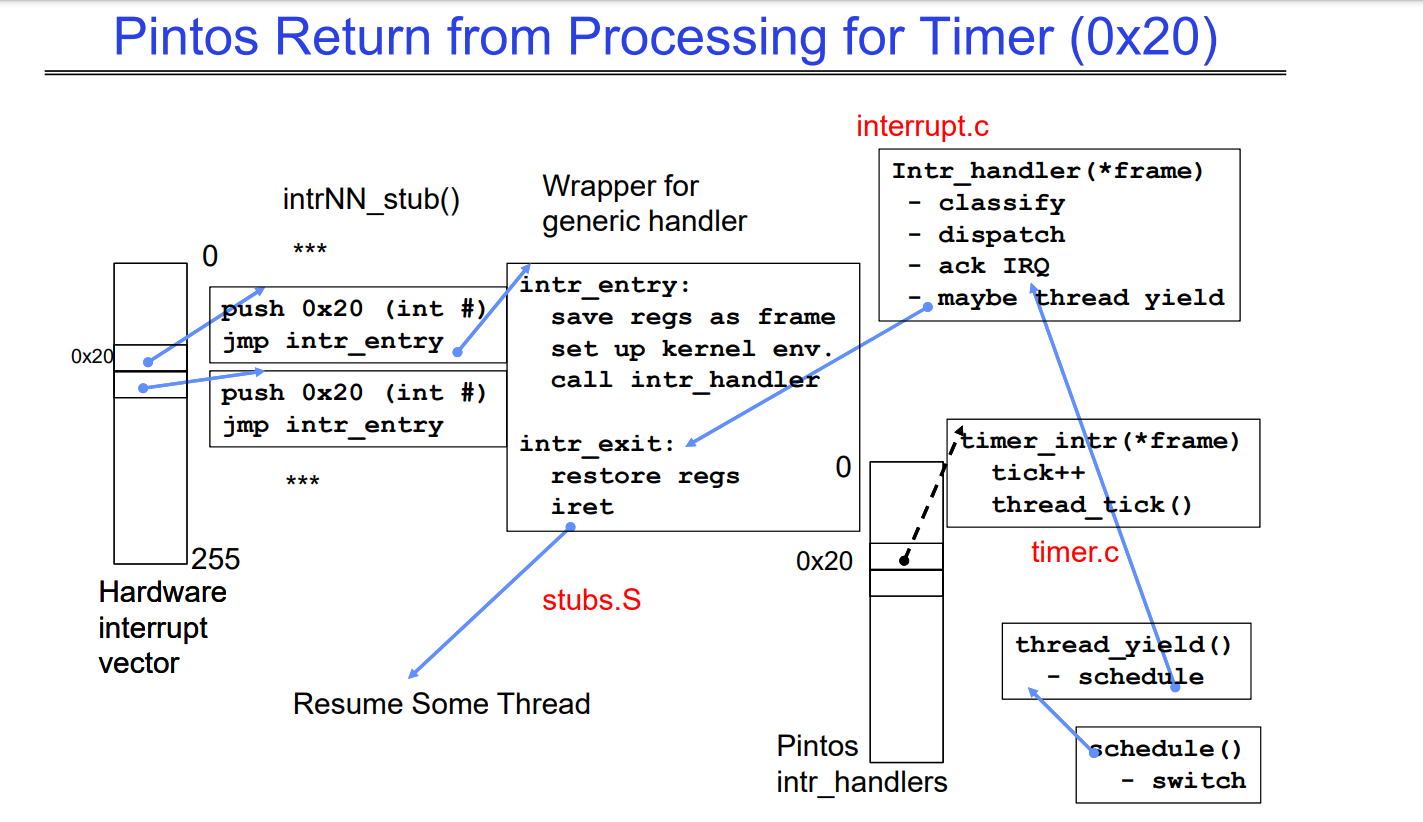 Pintos Return from Processing for Timer (0x20)
interrupt.c
Intr_handler(*frame)
- classify
- dispatch
- ack IRQ
- maybe thread yield
intrNN_stub()
***
Wrapper for
generic handler
0
0x20
255
Hardware
interrupt
vector
push 0x20 (int #)
jmp intr_entry
push 0x20 (int #)
jmp intr_entry
***
intr_entry:
save regs as frame
set up kernel env.
call intr_handler
intr_exit:
restore regs
iret
stubs.S
Resume Some Thread
0
0x20
Pintos
intr_handlers
timer_intr(*frame)
tick++
thread_tick()
timer.c
thread_yield()
- schedule
schedule()
- switch